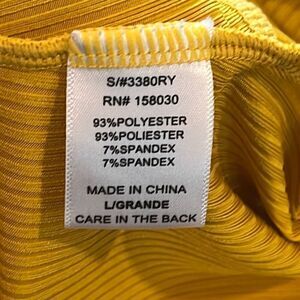 S/#3380RY
RN# 158030
93%POLYESTER
93%POLIESTER
7%SPANDEX
7%SPANDEX
MADE IN CHINA
L/GRANDE
CARE IN THE BACK